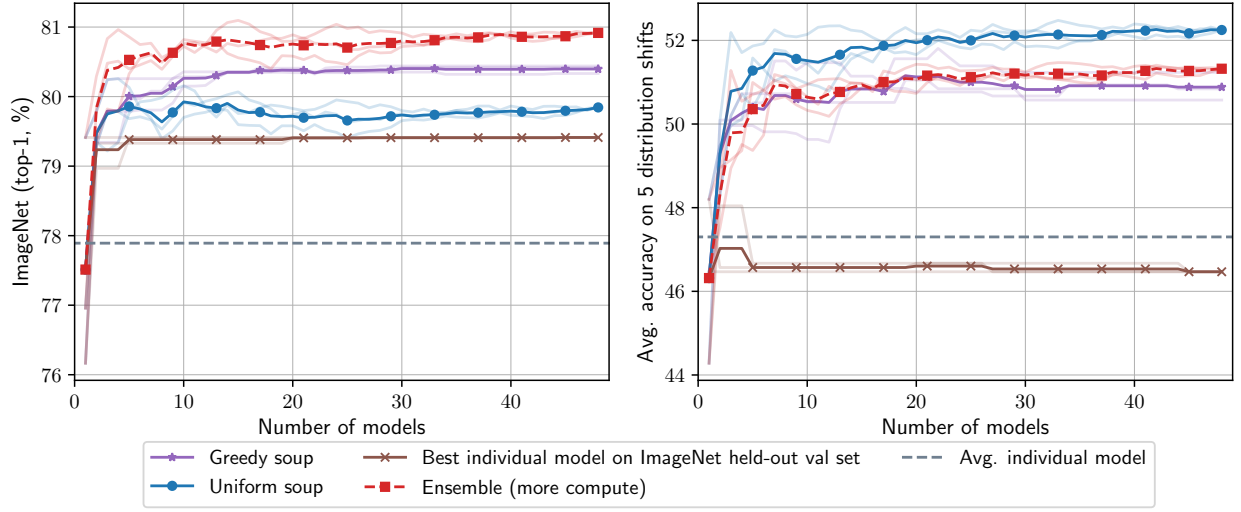 ImageNet (top-1, %)
81
80
79
78
77
76
0
10
20
30
40
Number of models
Avg. accuracy on 5 distribution shifts
52
50
48
46
44
0
10
20
30
40
Number of models
Greedy soup
Uniform soup
Best individual model on ImageNet held-out val set
Ensemble (more compute)
Avg. individual model